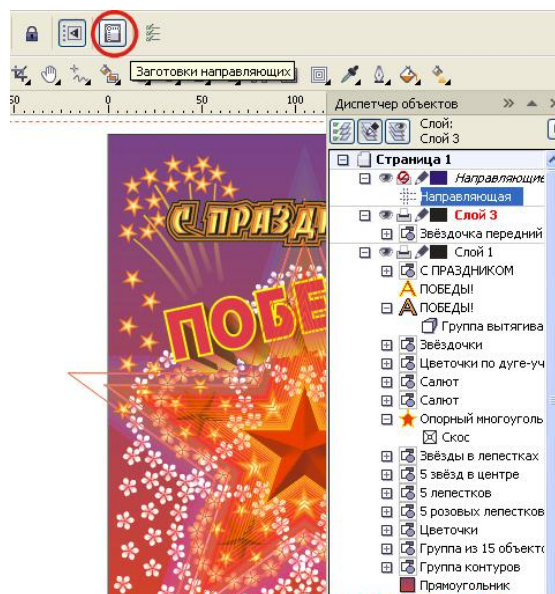 Заготовки направляющих
50 0 50 100
Диспетчер объектов
Слой:
Слой 3
Страница 1
Направляющие
Направляющая
Слой 3
Звёздочка передний
Слой 1
С ПРАЗДНИКОМ
ПОБЕДЫ!
ПОБЕДЫ!
Группа вытягива
Звёздочки
Цветочки по дуге-уч
Салют
Салют
Опорный многоуголь
Скос
Звёзды в лепестках
5 звёзд в центре
5 лепестков
5 розовых лепестков
Цветочки
Группа из 15 объекто
Группа контуров
Прямоугольник
С ПРАЗДН
ПОБЕ